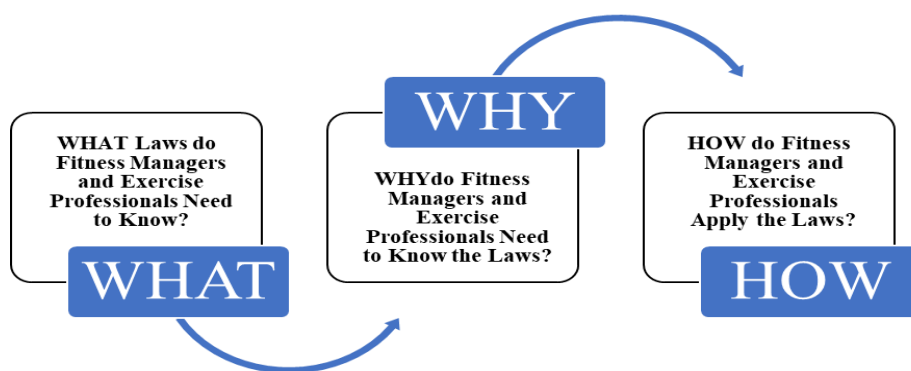 WHAT Laws do
Fitness Managers
and Exercise
Professionals Need
to Know?
WHAT
WHY
WHYdo Fitness
Managers and
Exercise
Professionals Need
to Know the Laws?
HOW do Fitness
Managers and
Exercise
Professionals
Apply the Laws?
HOW